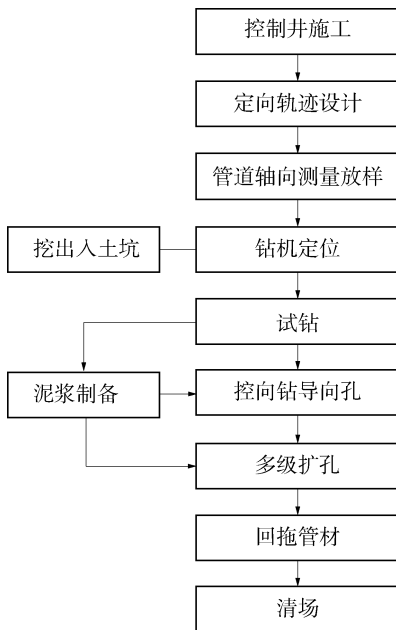 控制井施工
定向轨迹设计
管道轴向测量放样
挖出入土坑
钻机定位
试钻
泥浆制备
控向钻导向孔
多级扩孔
回拖管材
清场